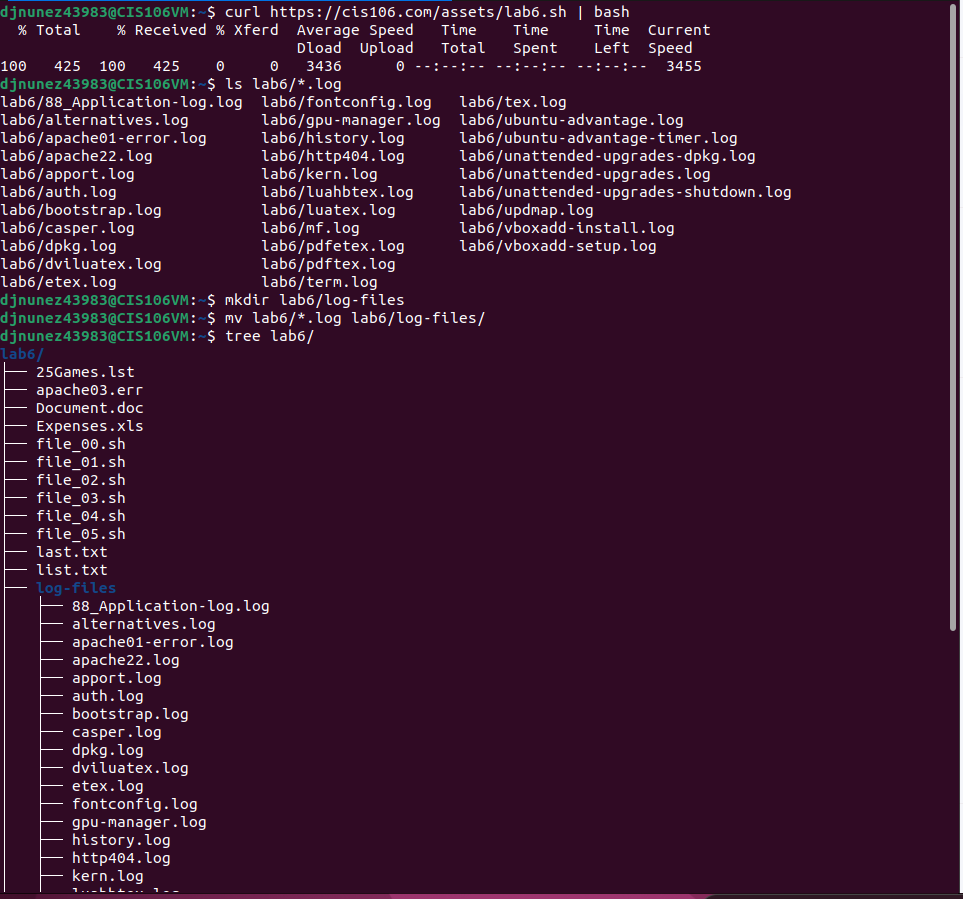 djnunez43983@CIS106VM:~$ curl https://cis106.com/assets/lab6.sh | bash
  % Total    % Received % Xferd  Average Speed   Time    Time     Time  Current
                                 Dload  Upload   Total   Spent    Left  Speed
100   425  100   425    0     0   3436      0 --:--:-- --:--:-- --:--:--  3455
djnunez43983@CIS106VM:~$ ls lab6/*.log
lab6/88_Application-log.log  lab6/fontconfig.log   lab6/tex.log
lab6/alternatives.log        lab6/gpu-manager.log  lab6/ubuntu-advantage.log
lab6/apache01-error.log      lab6/history.log      lab6/ubuntu-advantage-timer.log
lab6/apache22.log            lab6/http404.log      lab6/unattended-upgrades-dpkg.log
lab6/apport.log              lab6/kern.log         lab6/unattended-upgrades.log
lab6/auth.log                lab6/luahbtex.log     lab6/unattended-upgrades-shutdown.log
lab6/bootstrap.log           lab6/luatex.log       lab6/updmap.log
lab6/casper.log              lab6/mf.log           lab6/vboxadd-install.log
lab6/dpkg.log                lab6/pdfetex.log      lab6/vboxadd-setup.log
lab6/dviluatex.log           lab6/pdftex.log
lab6/etex.log                lab6/term.log
djnunez43983@CIS106VM:~$ mkdir lab6/log-files
djnunez43983@CIS106VM:~$ mv lab6/*.log lab6/log-files/
djnunez43983@CIS106VM:~$ tree lab6/
lab6/
├── 25Games.lst
├── apache03.err
├── Document.doc
├── Expenses.xls
├── file_00.sh
├── file_01.sh
├── file_02.sh
├── file_03.sh
├── file_04.sh
├── file_05.sh
├── last.txt
├── list.txt
├── log-files
│   ├── 88_Application-log.log
│   ├── alternatives.log
│   ├── apache01-error.log
│   ├── apache22.log
│   ├── apport.log
│   ├── auth.log
│   ├── bootstrap.log
│   ├── casper.log
│   ├── dpkg.log
│   ├── dviluatex.log
│   ├── etex.log
│   ├── fontconfig.log
│   ├── gpu-manager.log
│   ├── history.log
│   ├── http404.log
│   ├── kern.log